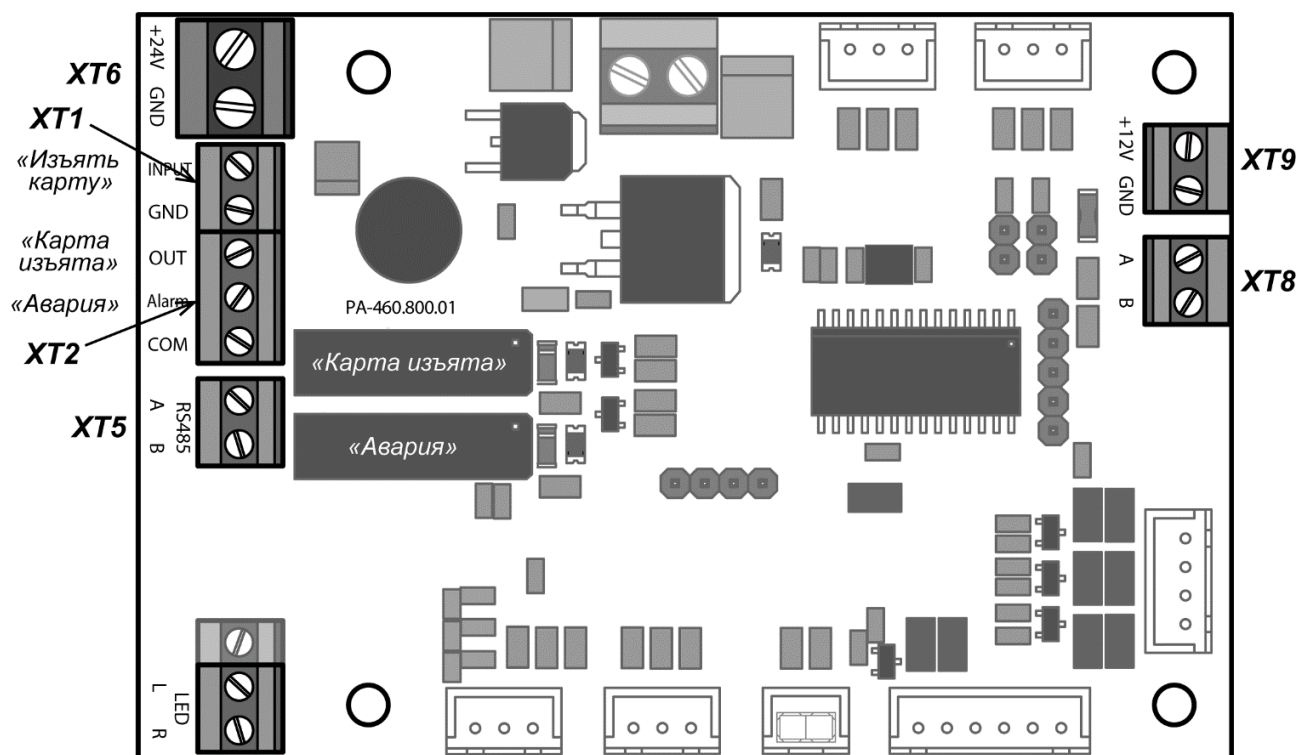 +24V
GND
XT6
XT1
«Изъять
карту»
INPUT
GND
«Карта
изъята»
OUT
«Авария»
Alarm
XT2
COM
XT5
A
B
RS485
PA-460.800.01
«Карта изъята»
«Авария»
+12V
GND
XT9
A
B
XT8
L
R
LED